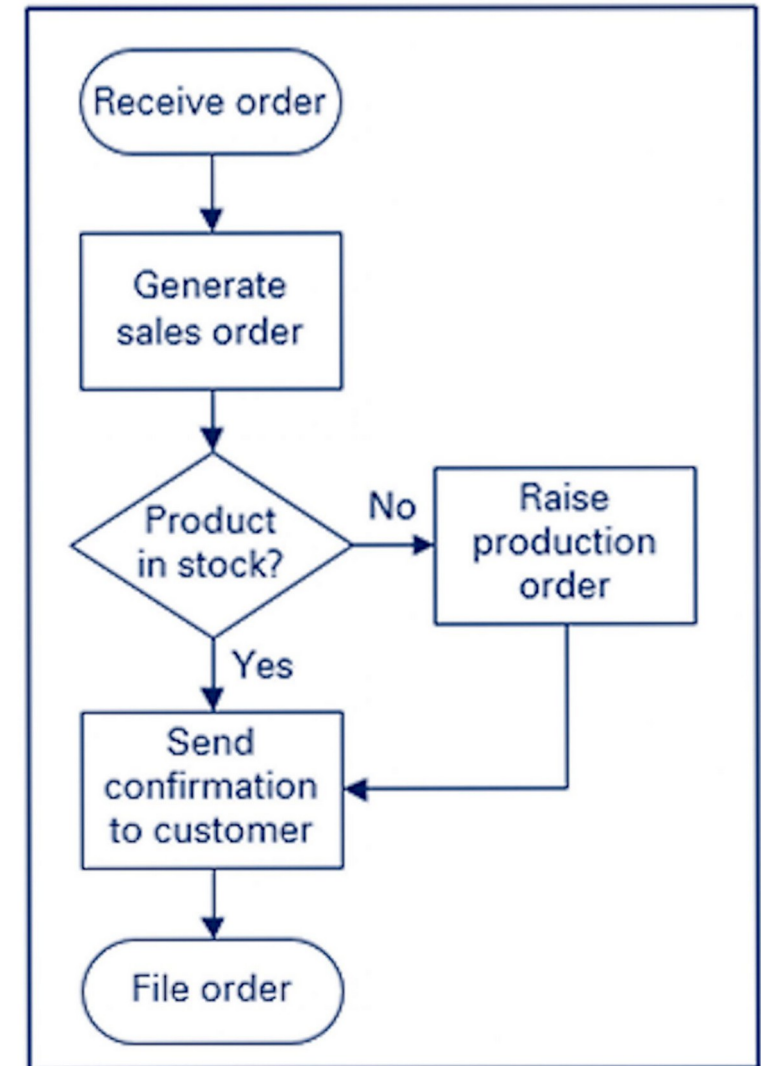 Receive order
Generate
sales order
Product
in stock?
No
Raise
production
order
Yes
Send
confirmation
to customer
File order